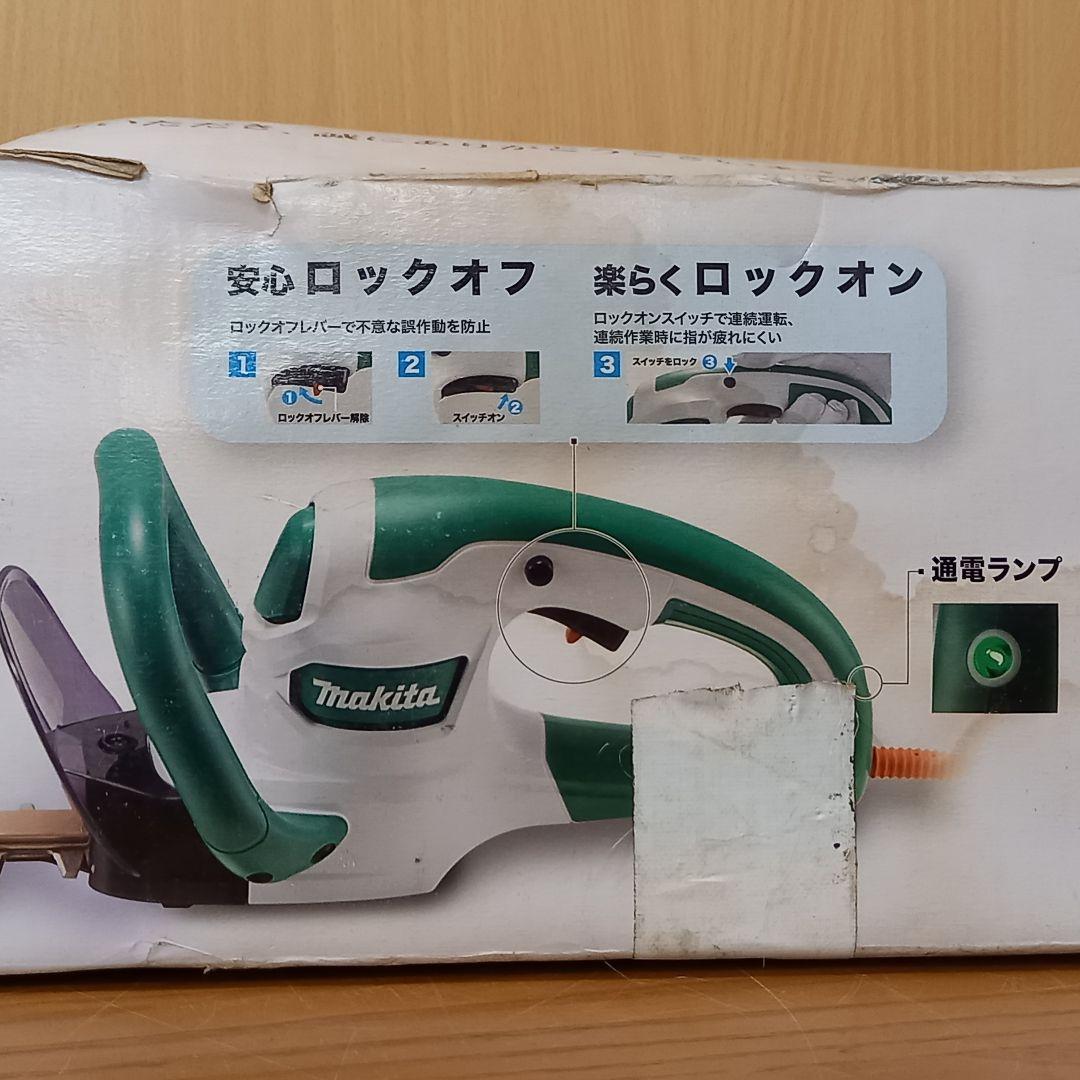 安心ロックオフ
ロックオフレバーで不意な誤作動を防止
1
1
ロックオフレバー解除
2
スイッチオン
2
楽らくロックオン
ロックオンスイッチで連続運転、
連続作業時に指が疲れにくい
3
スイッチをロック 3
通電ランプ
makita